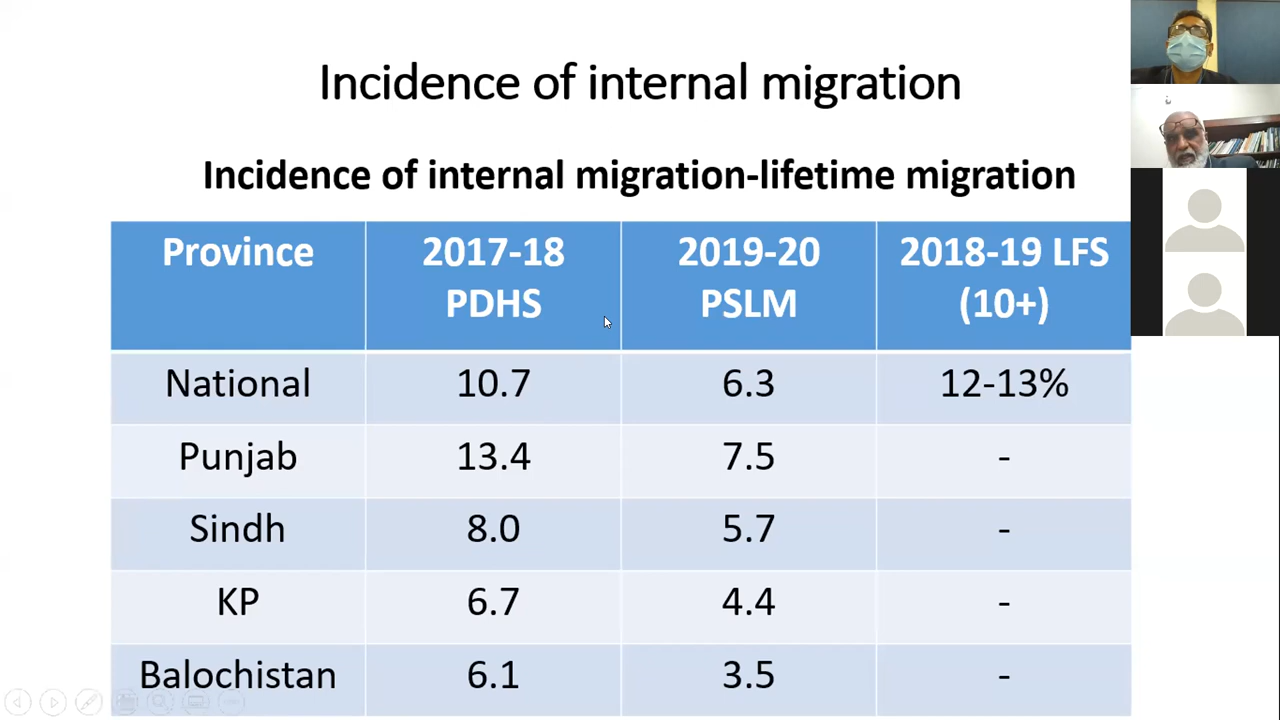 Incidence of internal migration
Incidence of internal migration-lifetime migration
Province 2017-18 2019-20 2018-19 LFS
PDHS PSLM (10+)
National 10.7 6.3 12-13%
Punjab 13.4 7.5 -
Sindh 8.0 5.7 -
KP 6.7 4.4 -
Balochistan 6.1 3.5 -